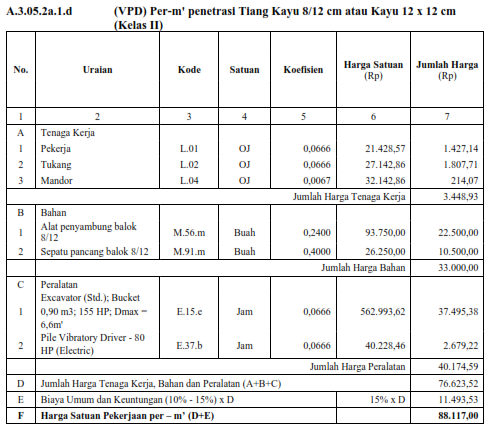 A.3.05.2a.1.d (VPD) Per-m' penetrasi Tiang Kayu 8/12 cm atau Kayu 12 x 12 cm
(Kelas II)
No. Uraian Kode Satuan Koefisien Harga Satuan (Rp) Jumlah Harga (Rp)
1 2 3 4 5 6 7
A Tenaga Kerja
1 Pekerja L.01 OJ 0,0666 21.428,57 1.427,14
2 Tukang L.02 OJ 0,0666 27.142,86 1.807,71
3 Mandor L.04 OJ 0,0067 32.142,86 214,07
Jumlah Harga Tenaga Kerja 3.448,93
B Bahan
1 Alat penyambung balok 8/12 M.56.m Buah 0,2400 93.750,00 22.500,00
2 Sepatu pancang balok 8/12 M.91.m Buah 0,4000 26.250,00 10.500,00
Jumlah Harga Bahan 33.000,00
C Peralatan
1 Excavator (Std.); Bucket 0,90 m3; 155 HP; Dmax = 6,6m' E.15.e Jam 0,0666 562.993,62 37.495,38
2 Pile Vibratory Driver - 80 HP (Electric) E.37.b Jam 0,0666 40.228,46 2.679,22
Jumlah Harga Peralatan 40.174,59
D Jumlah Harga Tenaga Kerja, Bahan dan Peralatan (A+B+C) 76.623,52
E Biaya Umum dan Keuntungan (10% - 15%) x D 15% x D 11.493,53
F Harga Satuan Pekerjaan per – m' (D+E) 88.117,00